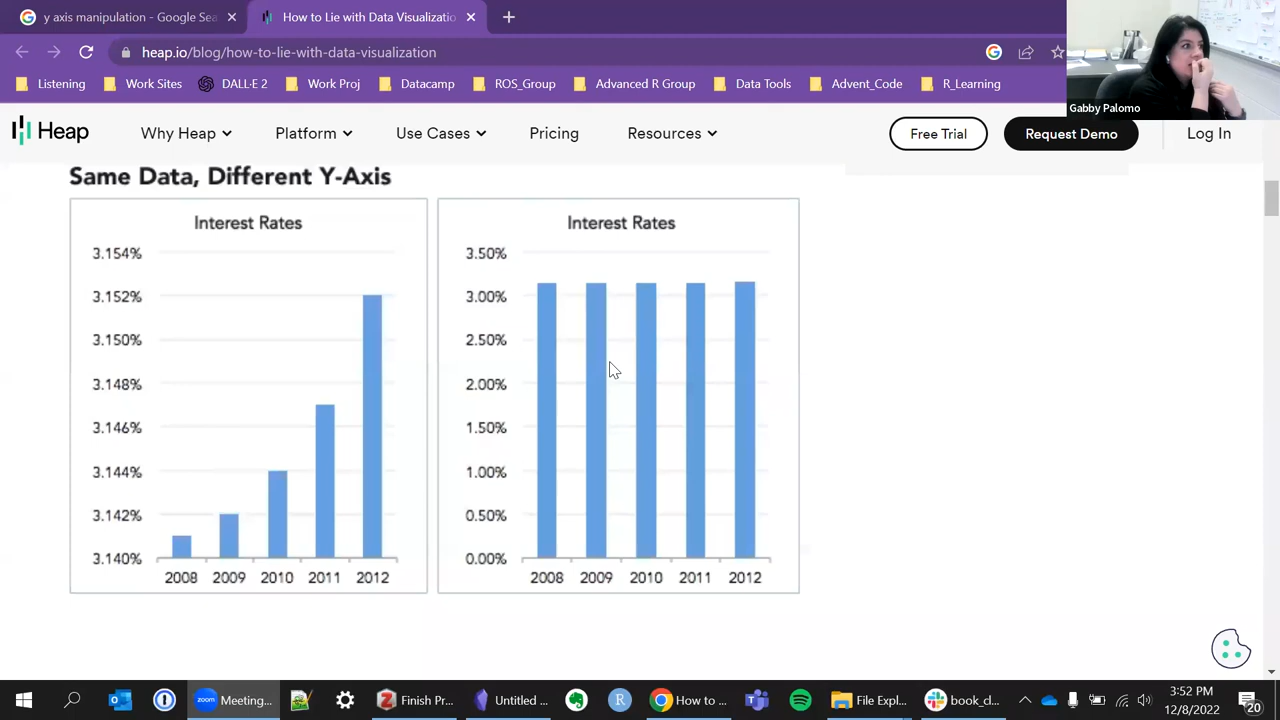 y axis manipulation - Google Sea
How to Lie with Data Visualizatio
heap.io/blog/how-to-lie-with-data-visualization
Listening
Work Sites
DALL·E 2
Work Proj
Datacamp
ROS_Group
Advanced R Group
Data Tools
Advent_Code
R_Learning
Gabby Palomo
Heap
Why Heap
Platform
Use Cases
Pricing
Resources
Free Trial
Request Demo
Log In
Same Data, Different Y-Axis
Interest Rates
3.154%
3.152%
3.150%
3.148%
3.146%
3.144%
3.142%
3.140%
2008 2009 2010 2011 2012
Interest Rates
3.50%
3.00%
2.50%
2.00%
1.50%
1.00%
0.50%
0.00%
2008 2009 2010 2011 2012
zoom
Meeting...
Finish Pr...
Untitled ...
R
How to ...
File Expl...
book_d...
3:52 PM
12/8/2022
20